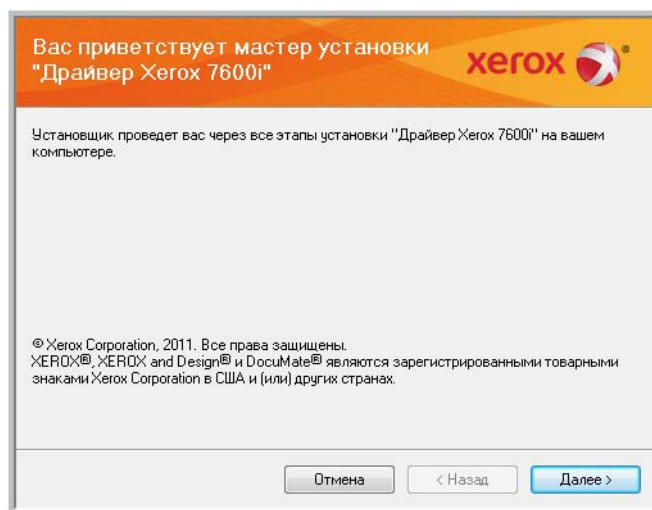 Вас приветствует мастер установки
"Драйвер Xerox 7600i"
xerox
Установщик проведет вас через все этапы установки "Драйвер Xerox 7600i" на вашем
компьютере.
© Xerox Corporation, 2011. Все права защищены.
XEROX®, XEROX and Design® и DocuMate® являются зарегистрированными товарными
знаками Xerox Corporation в США и (или) других странах.
Отмена
< Назад
Далее >